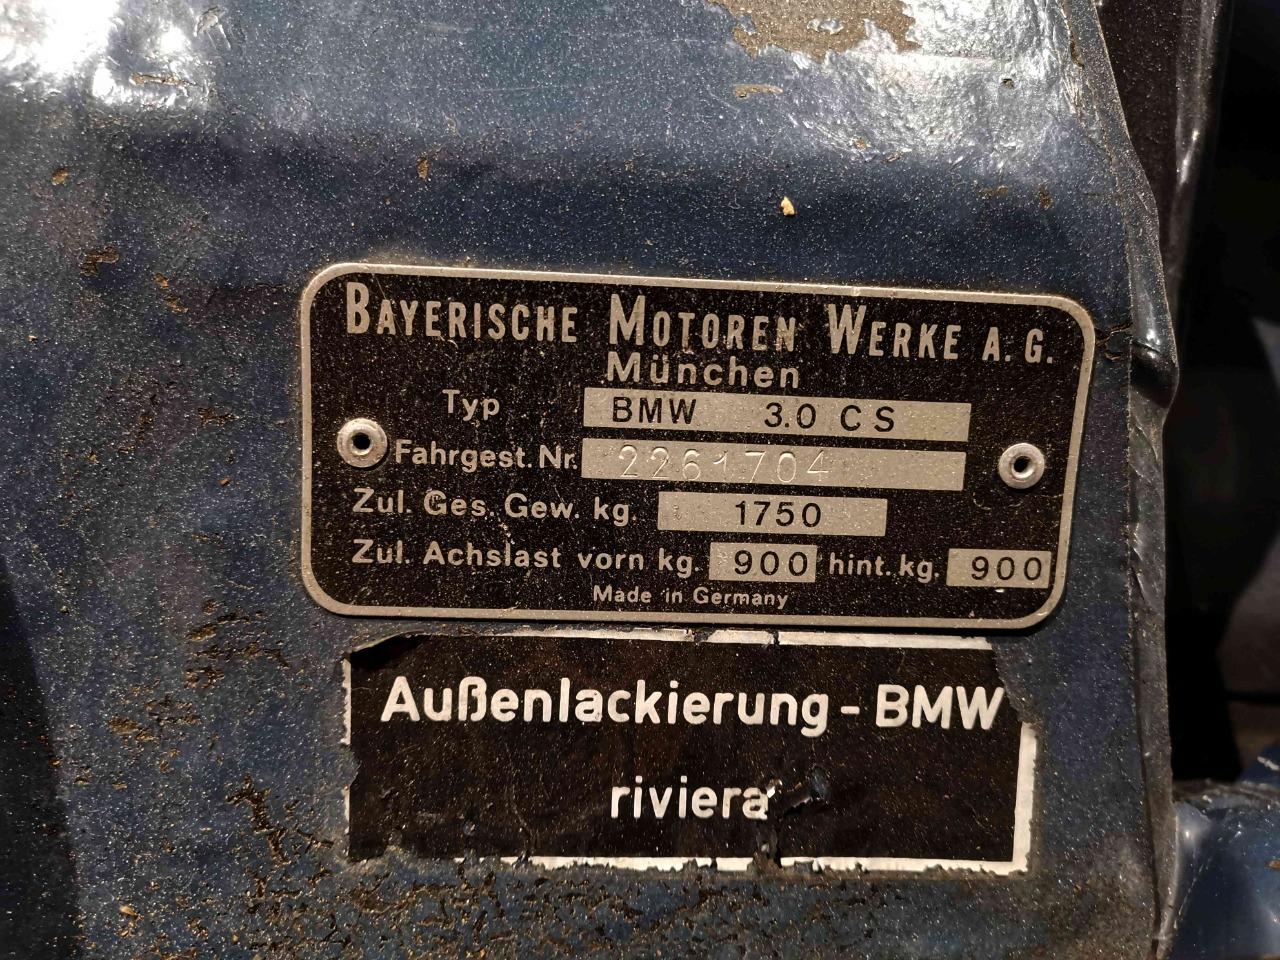 BAYERISCHE MOTOREN WERKE A.G.
München
Typ BMW 3.0 CS
Fahrgest. Nr. 2261704
Zul. Ges. Gew. kg. 1750
Zul. Achslast vorn kg. 900 hint. kg. 900
Made in Germany
Außenlackierung - BMW
riviera